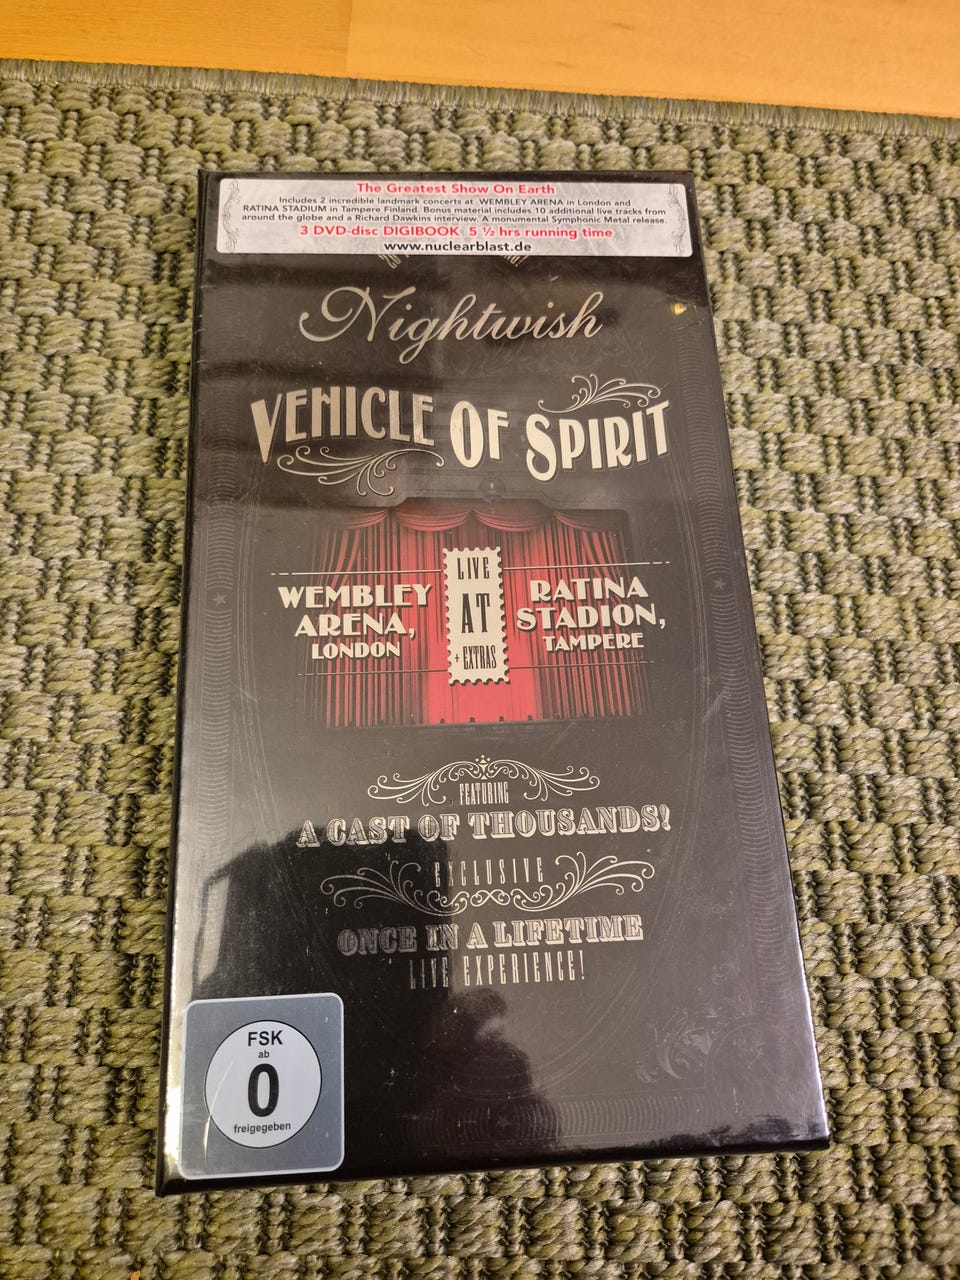 The Greatest Show On Earth
Includes 2 incredible landmark concerts at WEMBLEY ARENA in London and
RATINA STADIUM in Tampere Finland. Bonus material includes 10 additional live tracks from
around the globe and a Richard Dawkins interview. A monumental Symphonic Metal release.
3 DVD-disc DIGIBOOK 5 ½ hrs running time
www.nuclearblast.de
Nightwish
VEHICLE OF SPIRIT
LIVE
AT
+ EXTRAS
WEMBLEY
ARENA,
LONDON
RATINA
STADION,
TAMPERE
FEATURING
A CAST OF THOUSANDS!
EXCLUSIVE
ONCE IN A LIFETIME
LIVE EXPERIENCE!
FSK
ab
0
freigegeben